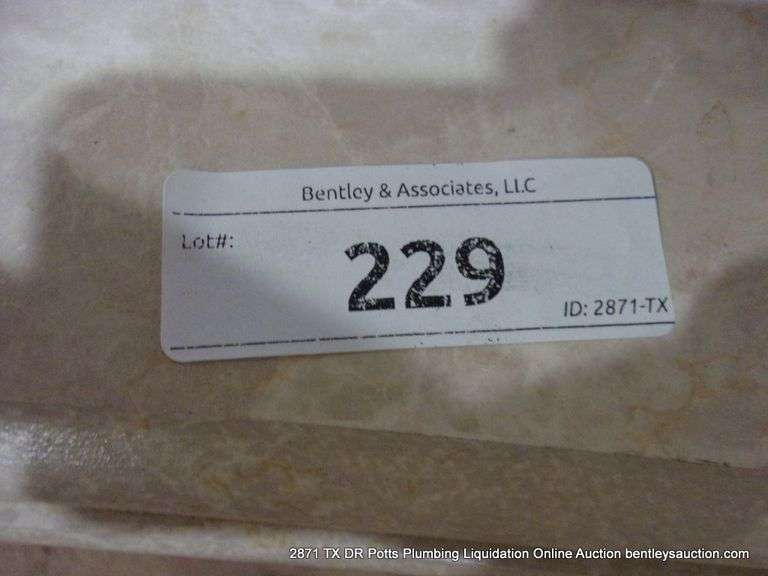 Bentley & Associates, LLC
Lot#:
229
ID: 2871-TX
2871 TX DR Potts Plumbing Liquidation Online Auction bentleysauction.com